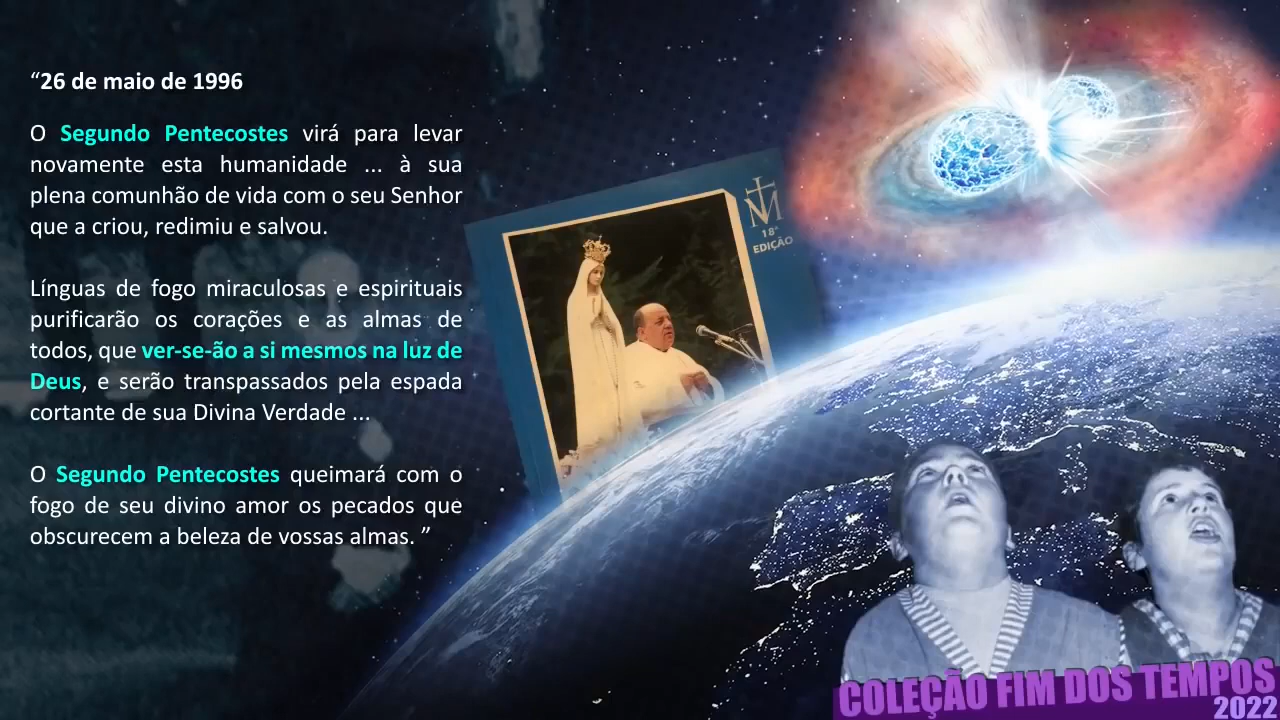 “26 de maio de 1996
O Segundo Pentecostes virá para levar
novamente esta humanidade ... à sua
plena comunhão de vida com o seu Senhor
que a criou, redimiu e salvou.
Línguas de fogo miraculosas e espirituais
purificarão os corações e as almas de
todos, que ver-se-ão a si mesmos na luz de
Deus, e serão transpassados pela espada
cortante de sua Divina Verdade ...
O Segundo Pentecostes queimará com o
fogo de seu divino amor os pecados que
obscurecem a beleza de vossas almas. ”
18ª
EDIÇÃO
COLEÇÃO FIM DOS TEMPOS
2022